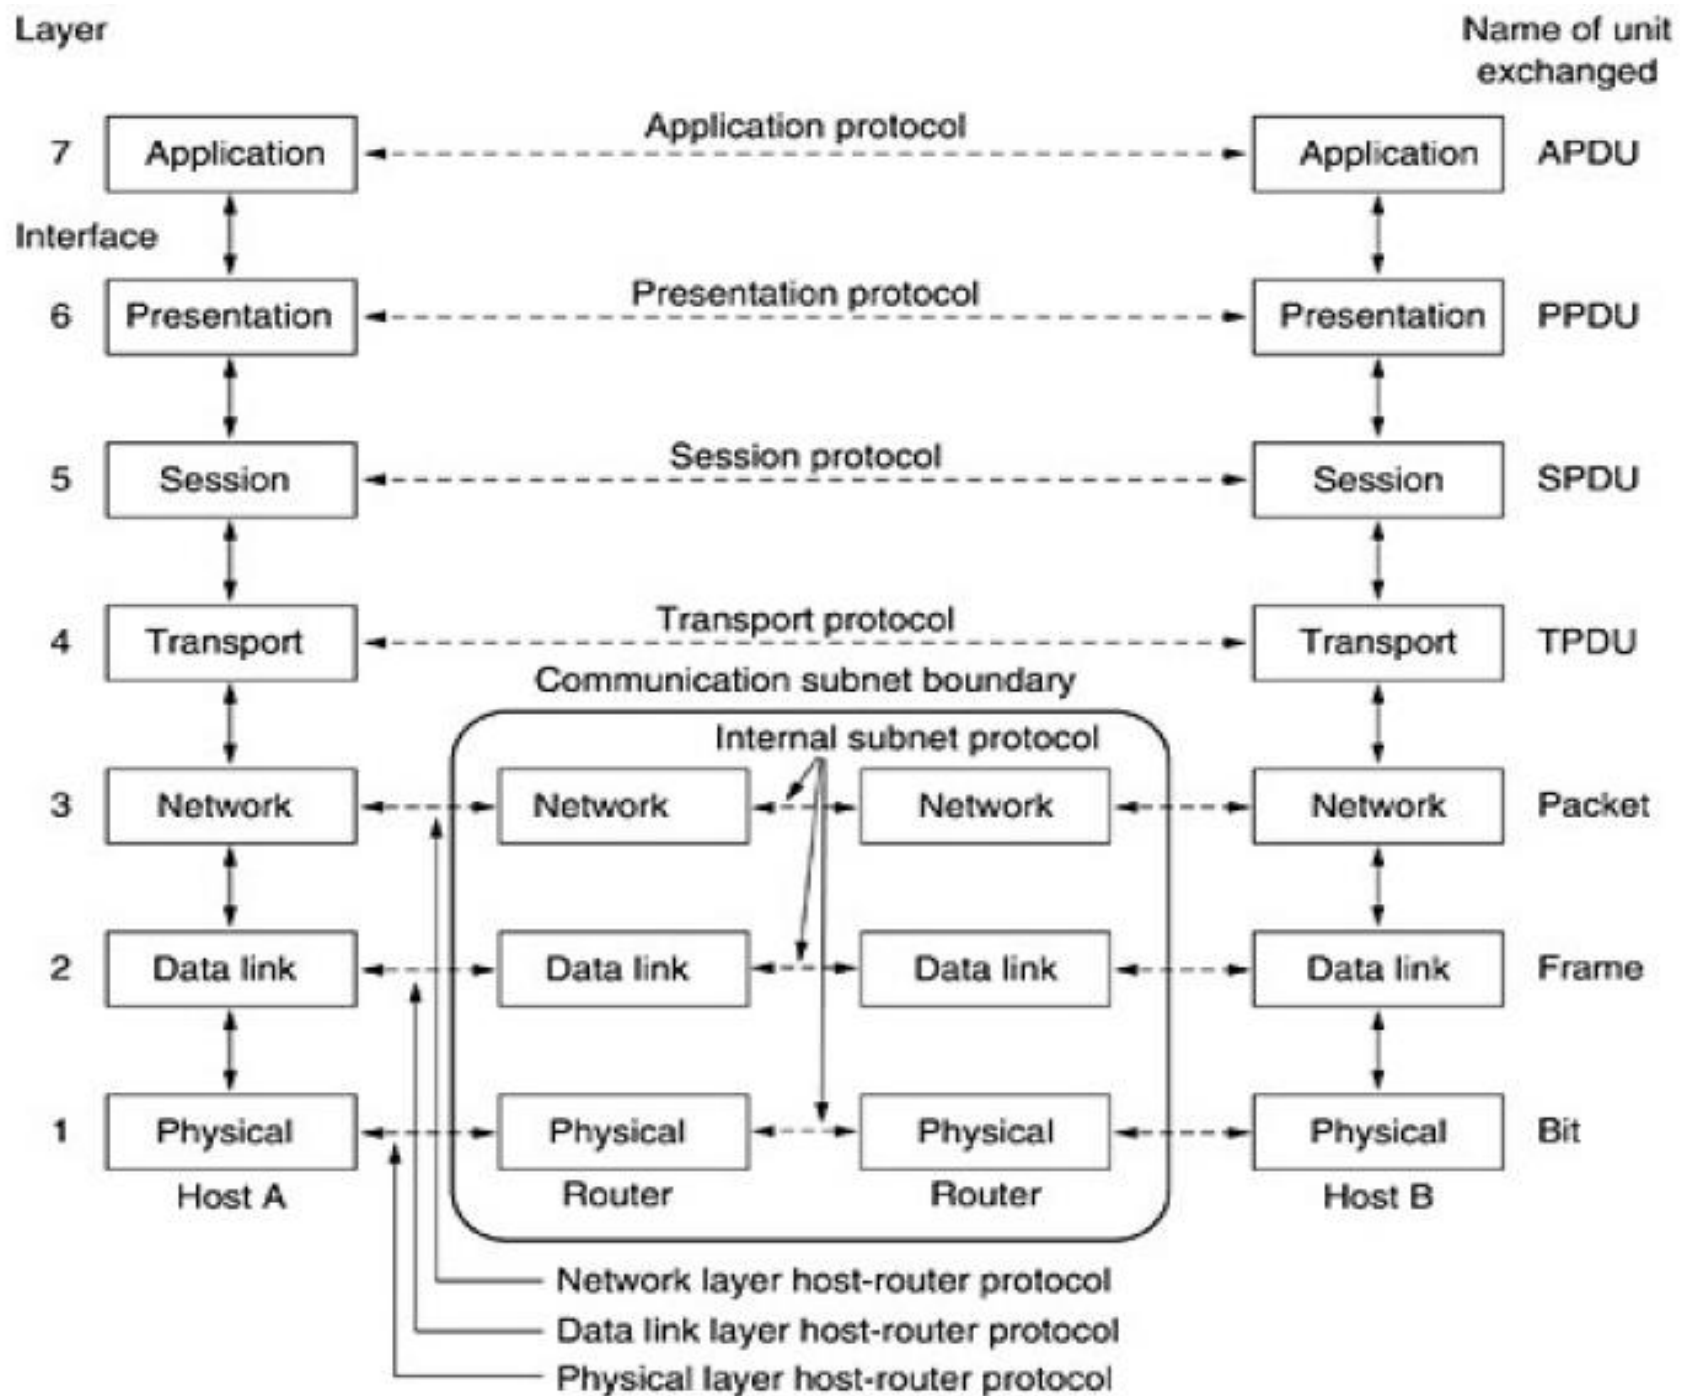 Layer
Name of unit
exchanged
7 Application Application protocol Application APDU
Interface
6 Presentation Presentation protocol Presentation PPDU
5 Session Session protocol Session SPDU
4 Transport Transport protocol Transport TPDU
Communication subnet boundary
Internal subnet protocol
3 Network Network Network Network Packet
2 Data link Data link Data link Data link Frame
1 Physical Physical Physical Physical Bit
Host A Router Router Host B
Network layer host-router protocol
Data link layer host-router protocol
Physical layer host-router protocol